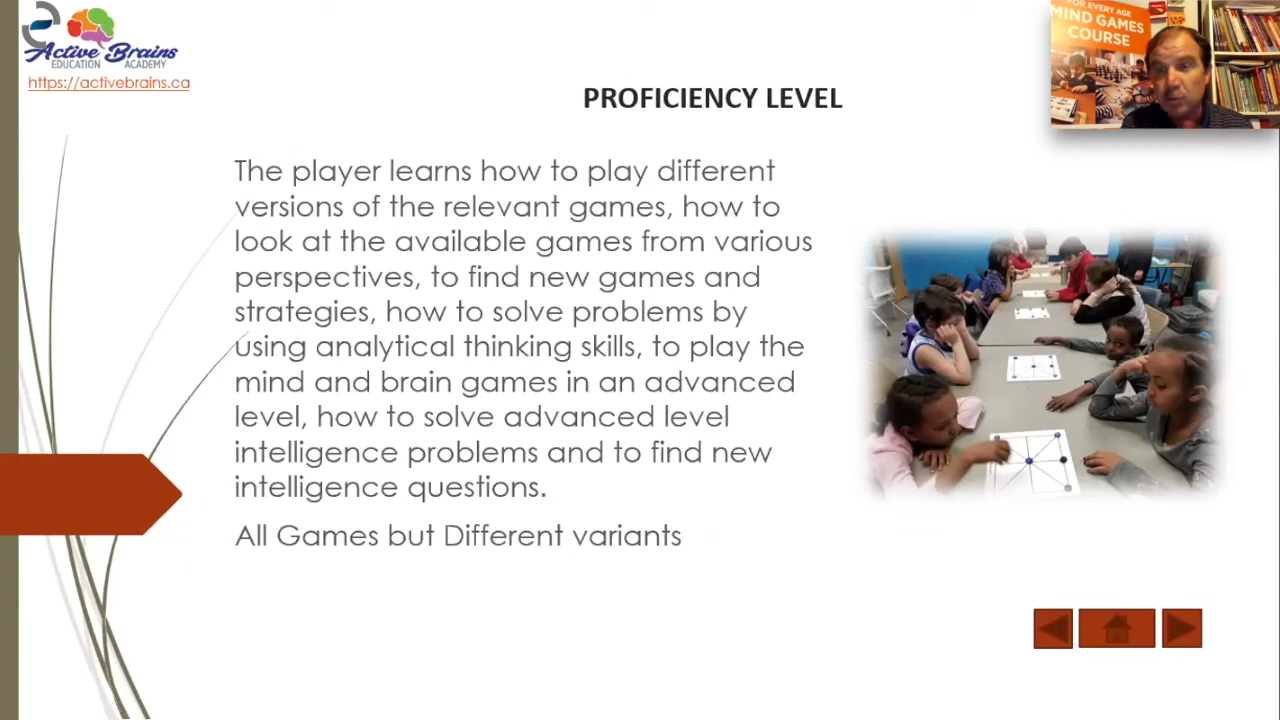 Active Brains
EDUCATION ACADEMY
https://activebrains.ca
FOR EVERY AGE
MIND GAMES
COURSE
PROFICIENCY LEVEL
The player learns how to play different
versions of the relevant games, how to
look at the available games from various
perspectives, to find new games and
strategies, how to solve problems by
using analytical thinking skills, to play the
mind and brain games in an advanced
level, how to solve advanced level
intelligence problems and to find new
intelligence questions.
All Games but Different variants